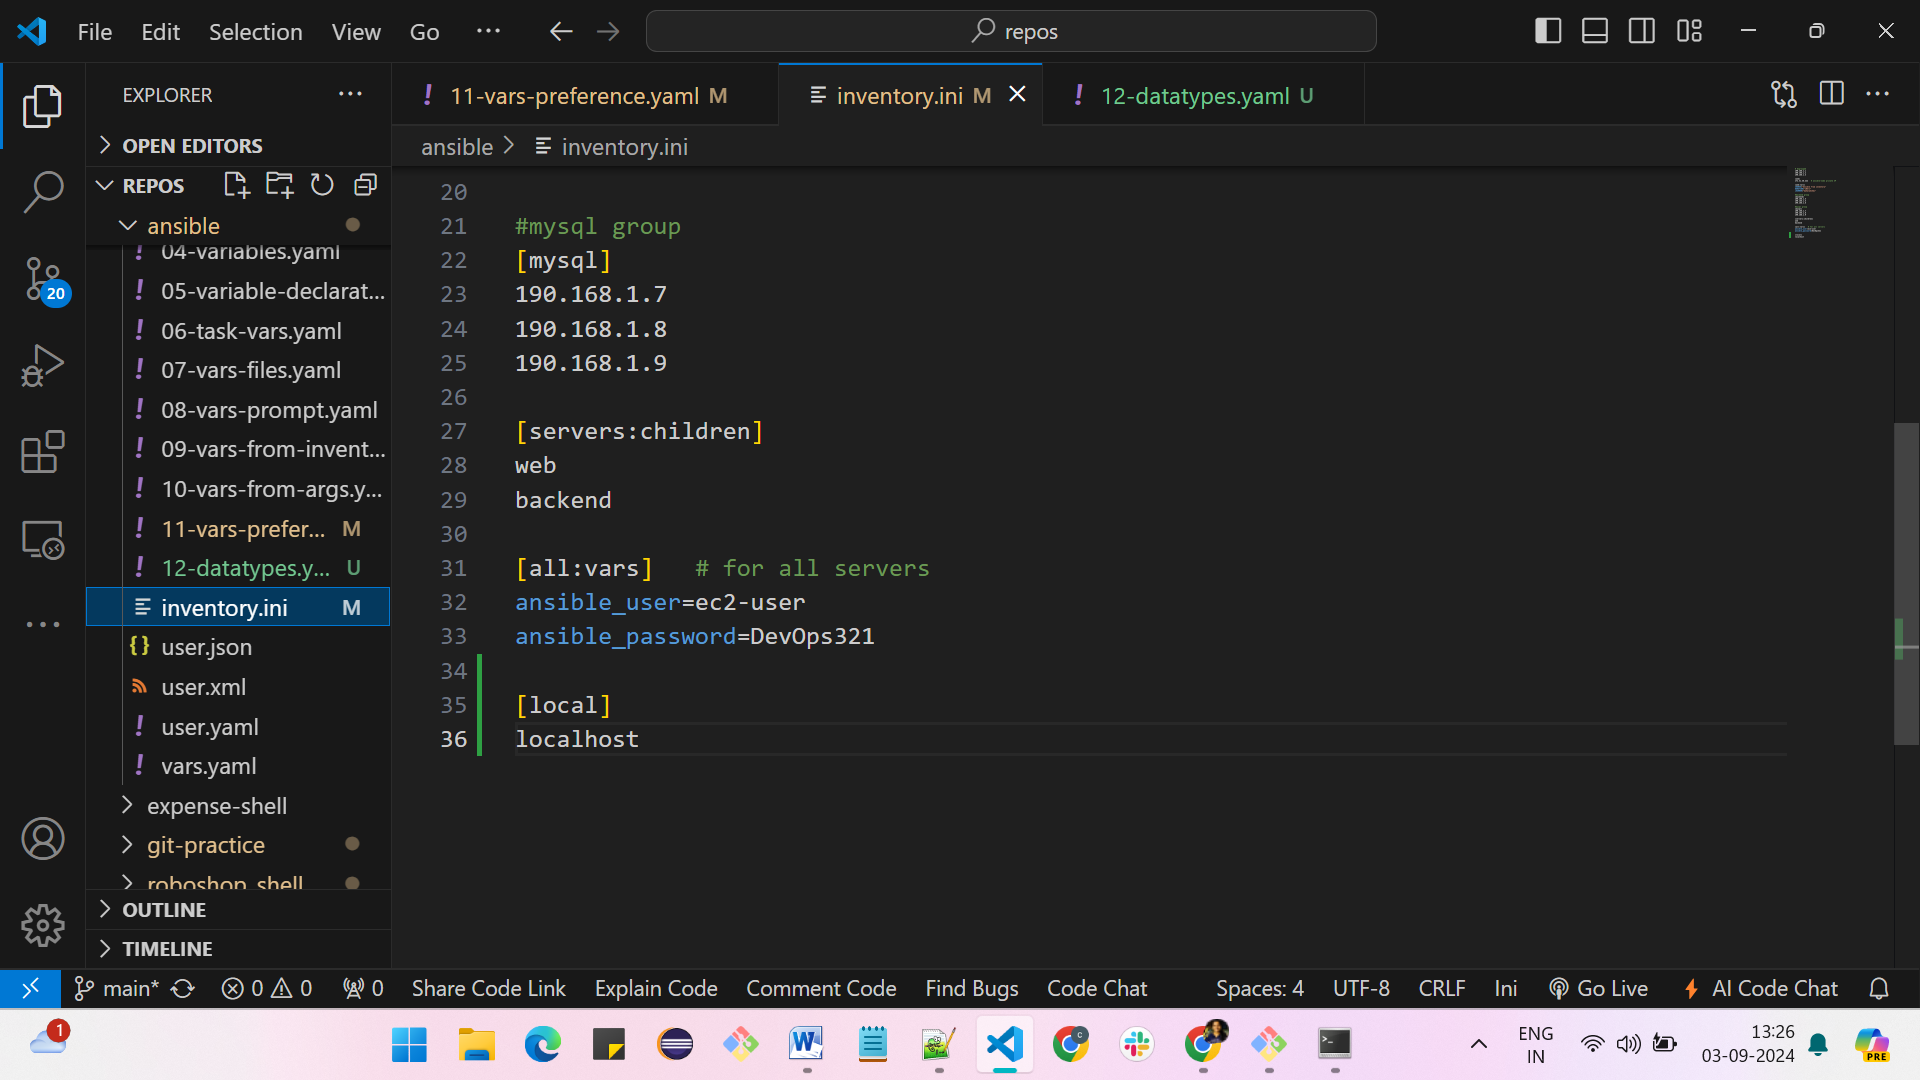 File Edit Selection View Go ··· repos
EXPLORER ···
OPEN EDITORS
REPOS
ansible
04-variables.yaml
05-variable-declarat...
06-task-vars.yaml
07-vars-files.yaml
08-vars-prompt.yaml
09-vars-from-invent...
10-vars-from-args.y...
11-vars-prefer... M
12-datatypes.y... U
inventory.ini M
user.json
user.xml
user.yaml
vars.yaml
expense-shell
git-practice
roboshop_shell
OUTLINE
TIMELINE
20
11-vars-preference.yaml M
inventory.ini M
12-datatypes.yaml U
ansible > inventory.ini
20
21 #mysql group
22 [mysql]
23 190.168.1.7
24 190.168.1.8
25 190.168.1.9
26
27 [servers:children]
28 web
29 backend
30
31 [all:vars] # for all servers
32 ansible_user=ec2-user
33 ansible_password=DevOps321
34
35 [local]
36 localhost
main* 0 0 0 Share Code Link Explain Code Comment Code Find Bugs Code Chat Spaces: 4 UTF-8 CRLF Ini Go Live AI Code Chat
1
W
C
ENG
IN
13:26
03-09-2024
PRE